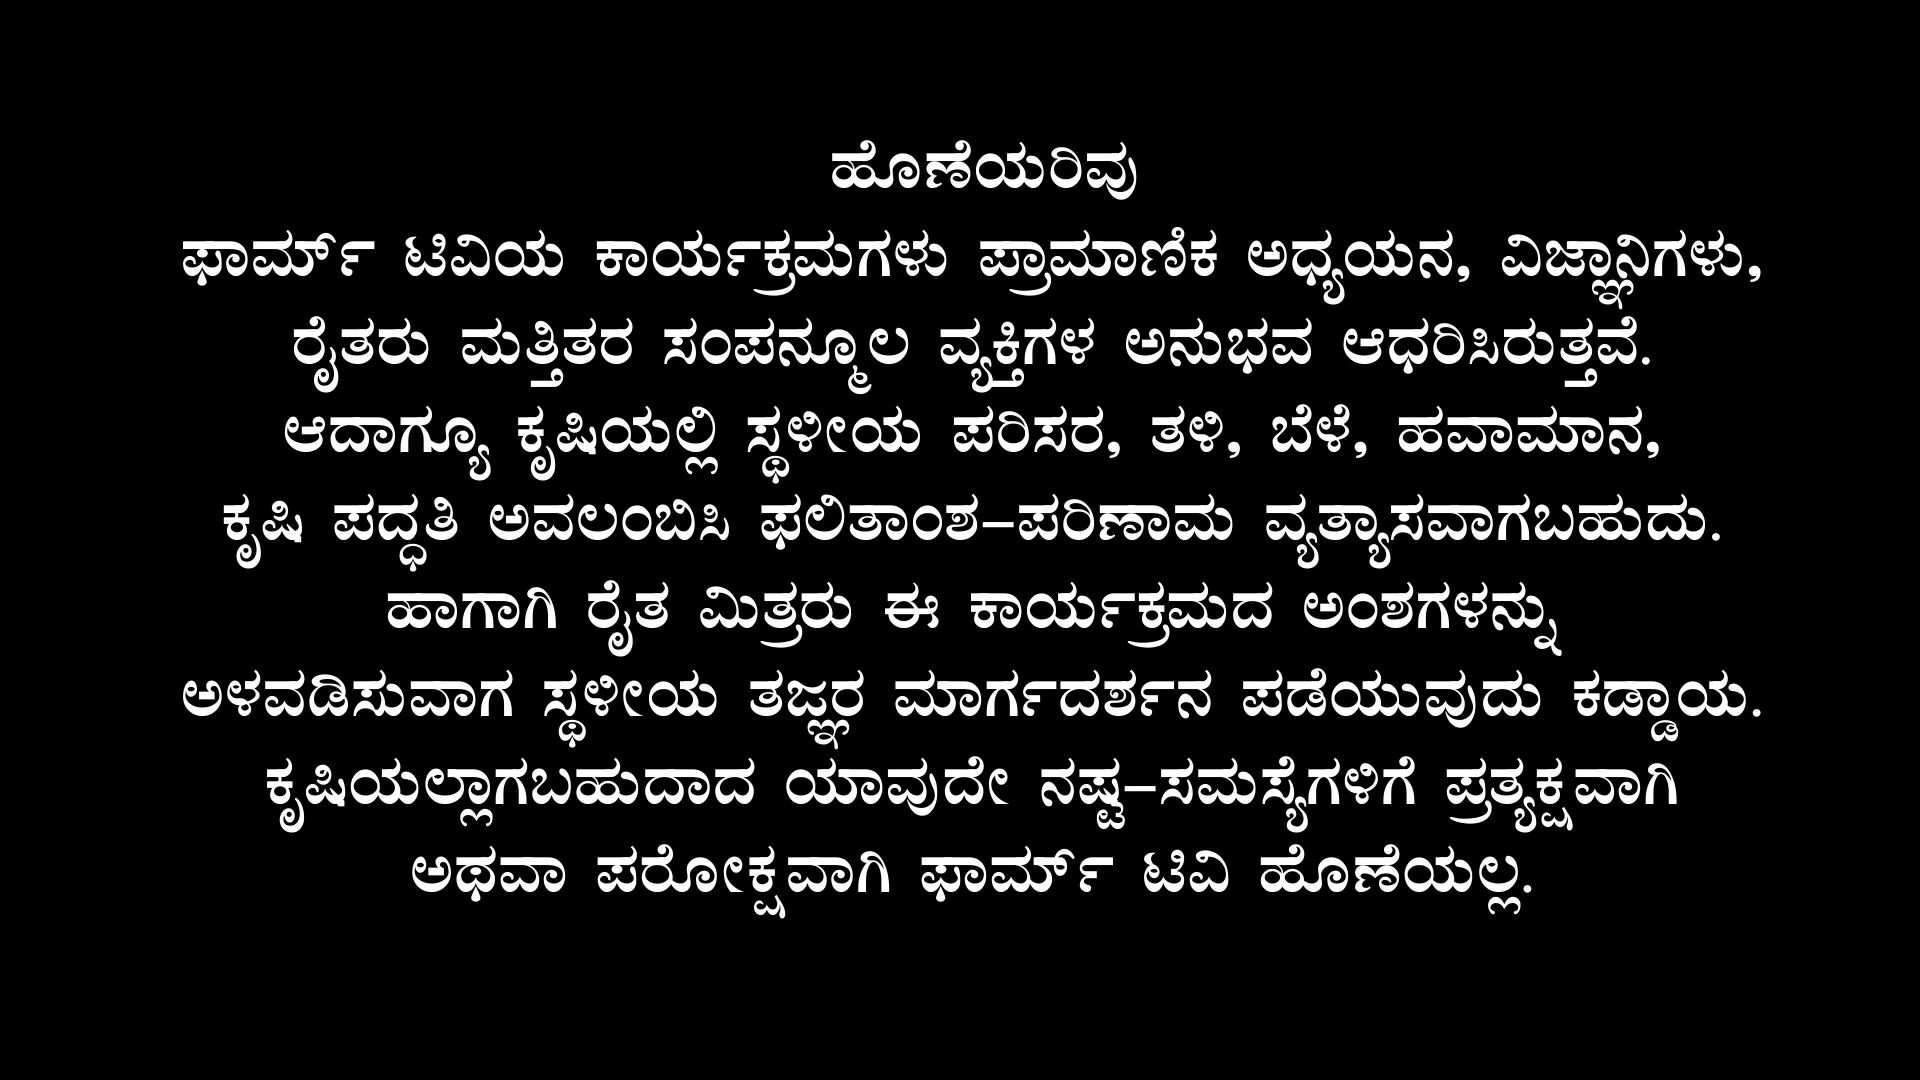 ಹೊಣೆಯರಿವು
ಫಾರ್ಮ್ ಟಿವಿಯ ಕಾರ್ಯಕ್ರಮಗಳು ಪ್ರಾಮಾಣಿಕ ಅಧ್ಯಯನ, ವಿಜ್ಞಾನಿಗಳು,
ರೈತರು ಮತ್ತಿತರ ಸಂಪನ್ಮೂಲ ವ್ಯಕ್ತಿಗಳ ಅನುಭವ ಆಧರಿಸಿರುತ್ತವೆ.
ಆದಾಗ್ಯೂ ಕೃಷಿಯಲ್ಲಿ ಸ್ಥಳೀಯ ಪರಿಸರ, ತಳಿ, ಬೆಳೆ, ಹವಾಮಾನ,
ಕೃಷಿ ಪದ್ಧತಿ ಅವಲಂಬಿಸಿ ಫಲಿತಾಂಶ-ಪರಿಣಾಮ ವ್ಯತ್ಯಾಸವಾಗಬಹುದು.
ಹಾಗಾಗಿ ರೈತ ಮಿತ್ರರು ಈ ಕಾರ್ಯಕ್ರಮದ ಅಂಶಗಳನ್ನು
ಅಳವಡಿಸುವಾಗ ಸ್ಥಳೀಯ ತಜ್ಞರ ಮಾರ್ಗದರ್ಶನ ಪಡೆಯುವುದು ಕಡ್ಡಾಯ.
ಕೃಷಿಯಲ್ಲಾಗಬಹುದಾದ ಯಾವುದೇ ನಷ್ಟ-ಸಮಸ್ಯೆಗಳಿಗೆ ಪ್ರತ್ಯಕ್ಷವಾಗಿ
ಅಥವಾ ಪರೋಕ್ಷವಾಗಿ ಫಾರ್ಮ್ ಟಿವಿ ಹೊಣೆಯಲ್ಲ.